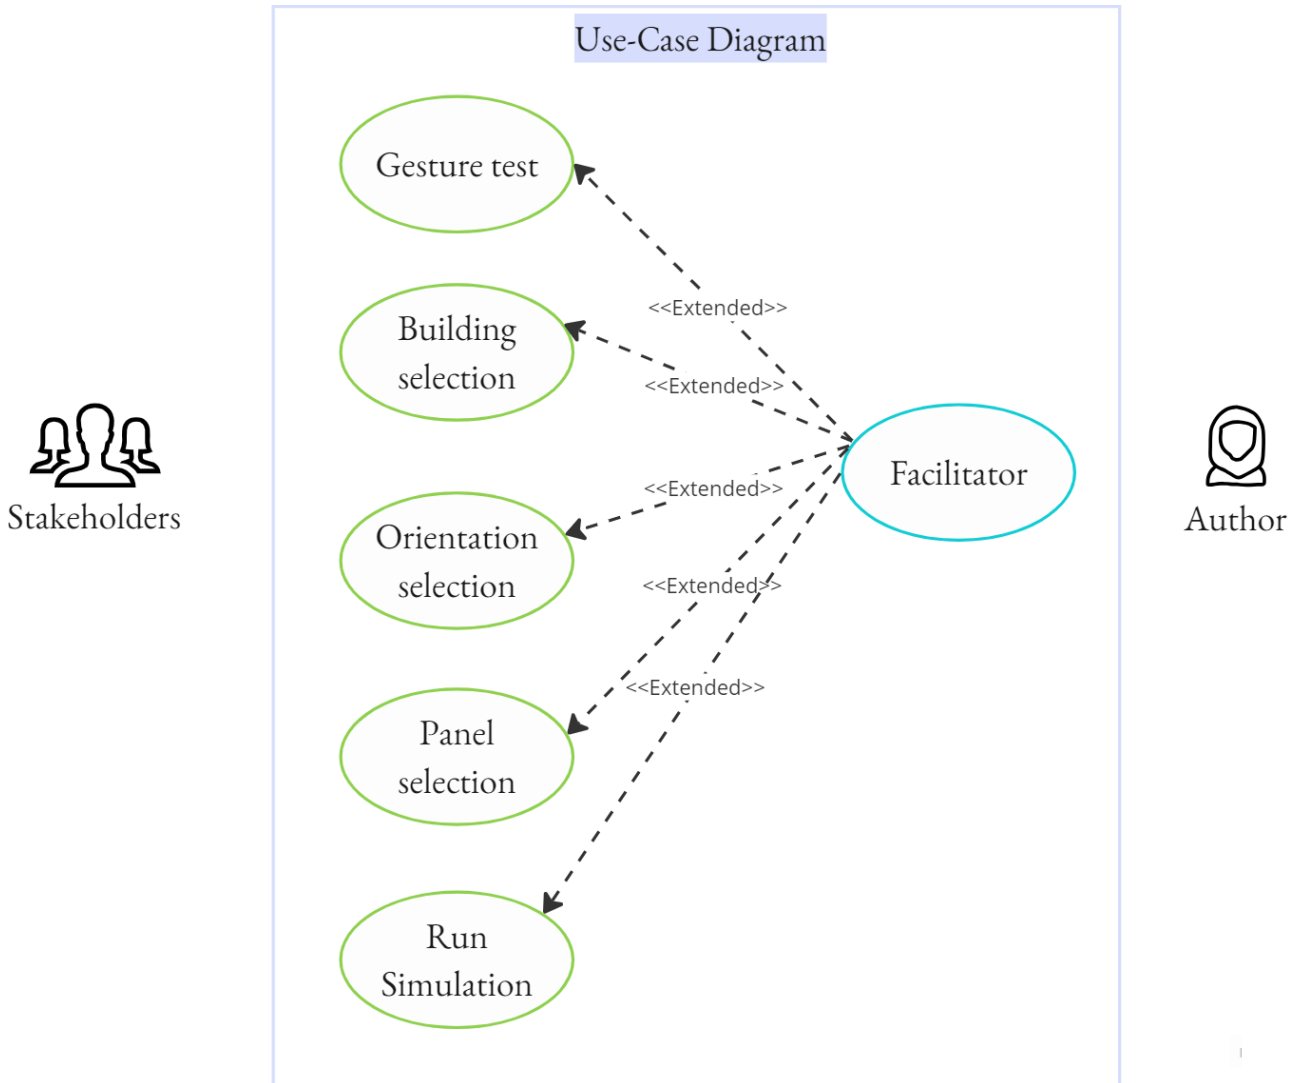 Use-Case Diagram
Gesture test
<<Extended>>
Building
selection
<<Extended>>
Facilitator
Stakeholders
Author
<<Extended>>
Orientation
selection
<<Extended>>
<<Extended>>
Panel
selection
Run
Simulation